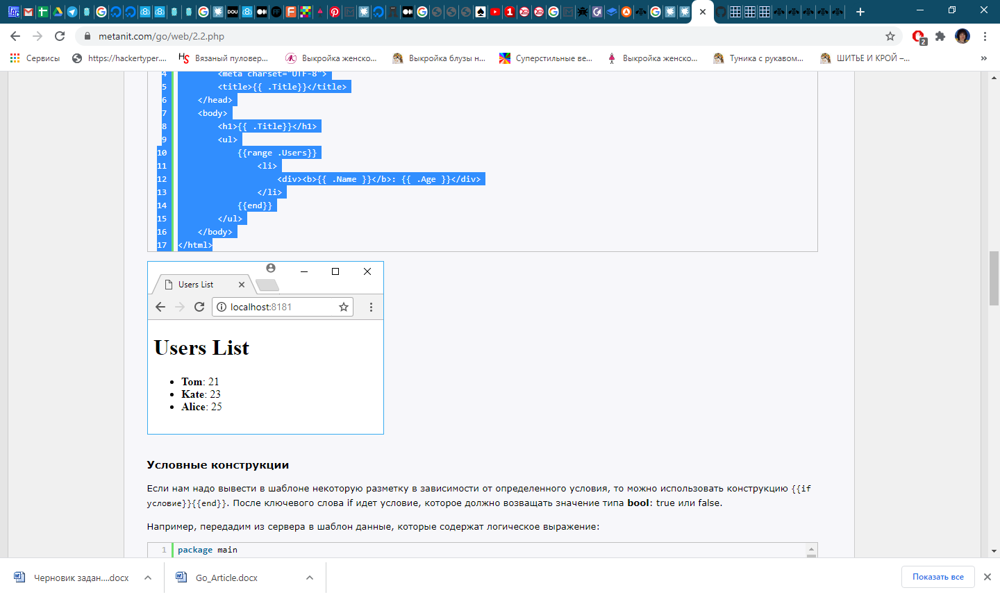 metanit.com/go/web/2.2.php
2
Сервисы
https://hackertyper....
Вязаный пуловер...
Выкройка женско...
Выкройка блузы н...
Суперстильные ве...
Выкройка женско...
Туника с рукавом...
ШИТЬЕ И КРОЙ –...
»
4 <meta charset="UTF-8">
5 <title>{{ .Title}}</title>
6 </head>
7 <body>
8 <h1>{{ .Title}}</h1>
9 <ul>
10 {{range .Users}}
11 <li>
12 <div><b>{{ .Name }}</b>: {{ .Age }}</div>
13 </li>
14 {{end}}
15 </ul>
16 </body>
17 </html>
Users List
localhost:8181
Users List
Tom: 21
Kate: 23
Alice: 25
Условные конструкции
Если нам надо вывести в шаблоне некоторую разметку в зависимости от определенного условия, то можно использовать конструкцию {{if
условие}}{{end}}. После ключевого слова if идет условие, которое должно возващать значение типа bool: true или false.
Например, передадим из сервера в шаблон данные, которые содержат логическое выражение:
1 package main
Черновик задан....docx
Go_Article.docx
Показать все